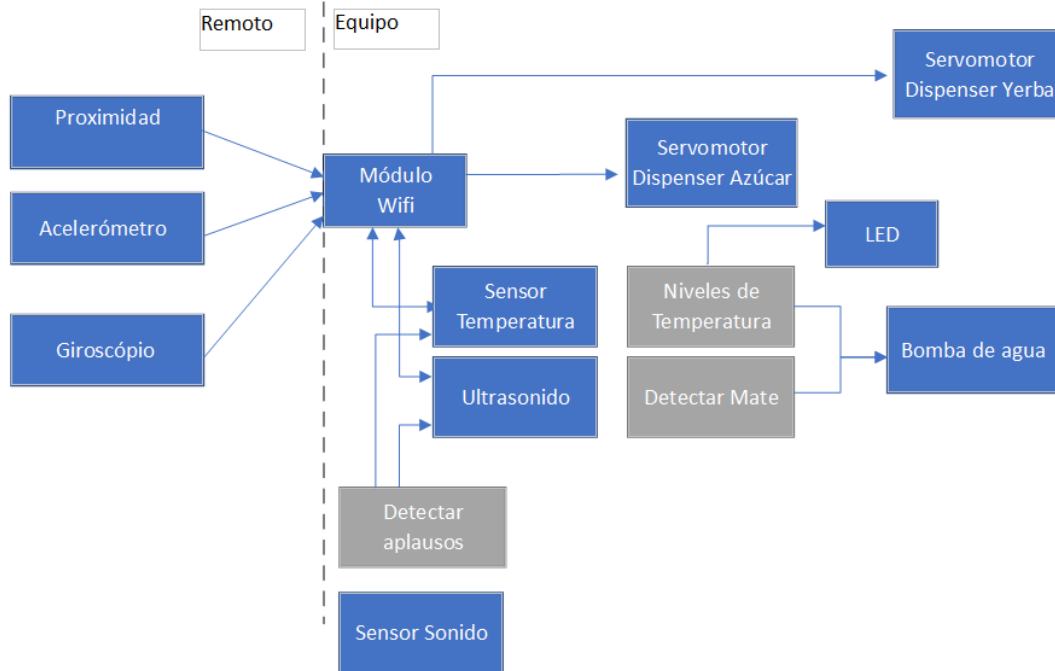 Remoto
Equipo
Servomotor
Dispenser Yerba
Proximidad
Servomotor
Dispenser Azúcar
Módulo
Wifi
Acelerómetro
LED
Sensor
Temperatura
Niveles de
Temperatura
Giroscópio
Bomba de agua
Ultrasonido
Detectar Mate
Detectar
aplausos
Sensor Sonido